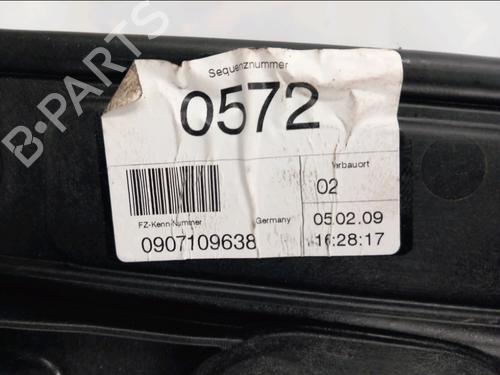 B-PARTS
Sequenznummer
0572
Verbauort
02
FZ-Kenn-Nummer
Germany
05.02.09
0907109638
16:28:17